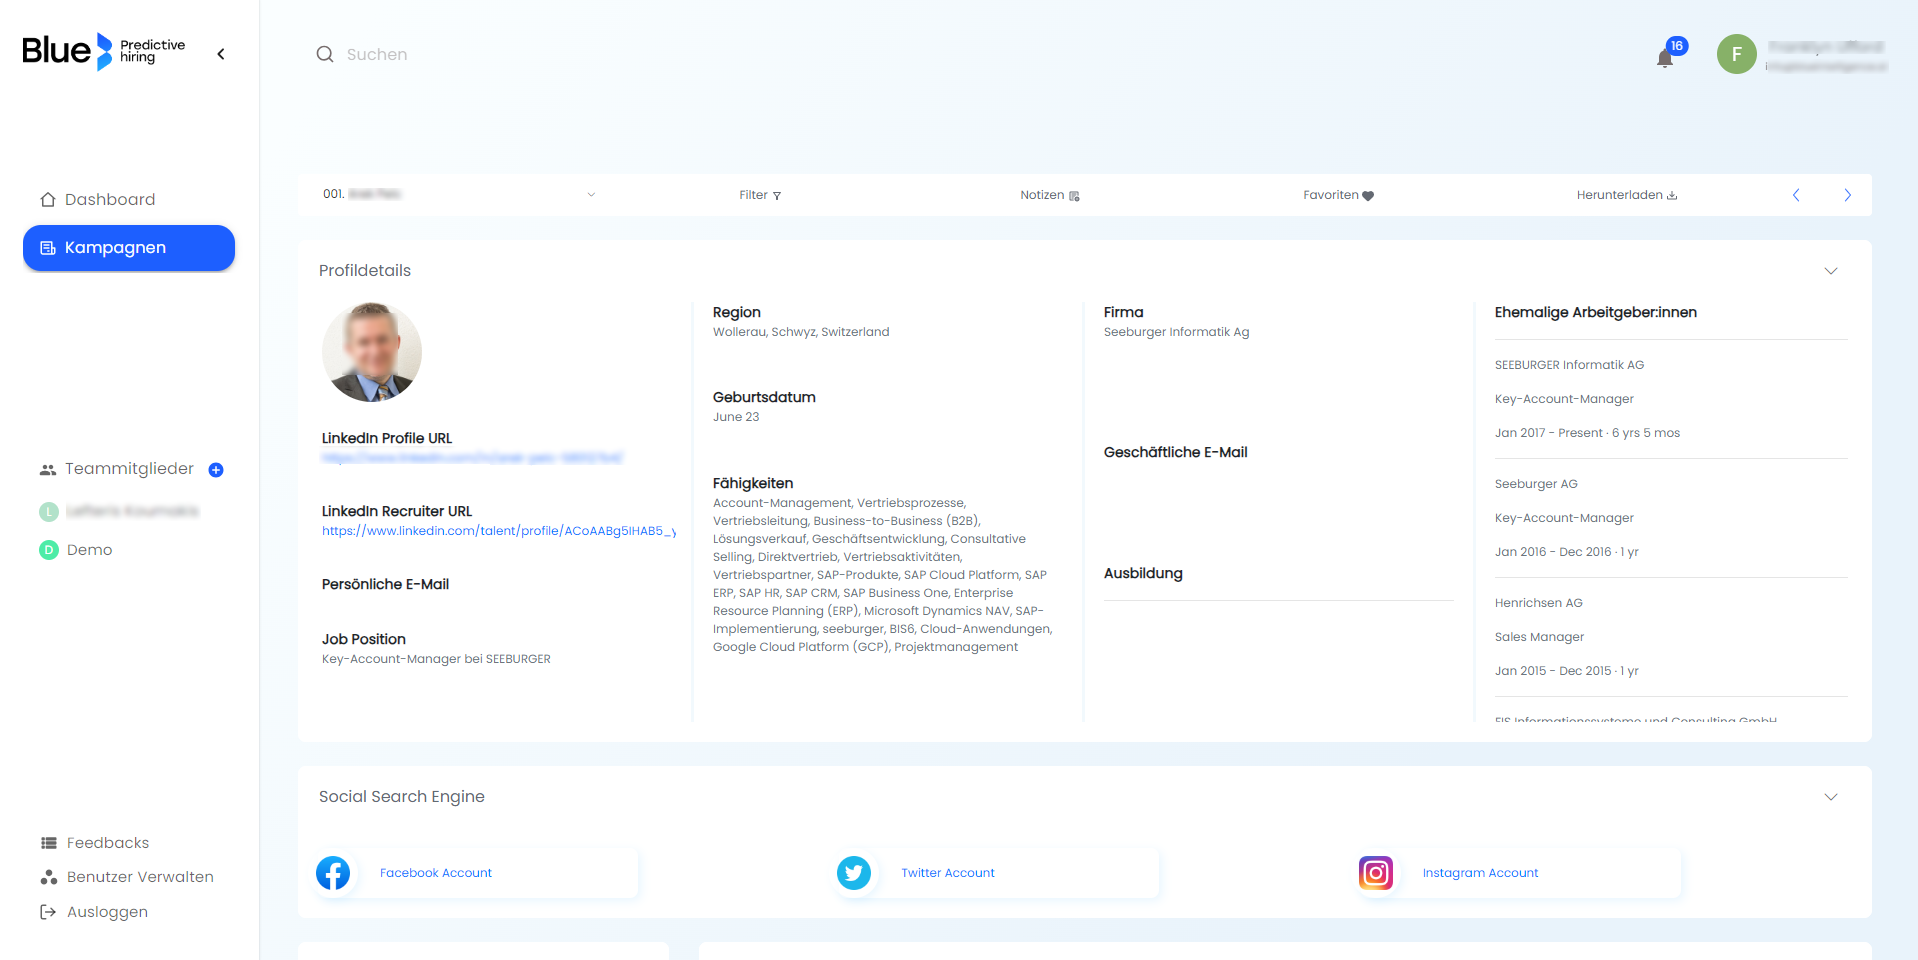 Blue Predictive hiring
Suchen
16
F
Dashboard
Kampagnen
Teammitglieder
L
D Demo
Feedbacks
Benutzer Verwalten
Ausloggen
001.
Filter
Notizen
Favoriten
Herunterladen
Profildetails
LinkedIn Profile URL
LinkedIn Recruiter URL
https://www.linkedin.com/talent/profile/ACoAABg5IHAB5_y
Persönliche E-Mail
Job Position
Key-Account-Manager bei SEEBURGER
Region
Wollerau, Schwyz, Switzerland
Geburtsdatum
June 23
Fähigkeiten
Account-Management, Vertriebsprozesse,
Vertriebsleitung, Business-to-Business (B2B),
Lösungsverkauf, Geschäftsentwicklung, Consultative
Selling, Direktvertrieb, Vertriebsaktivitäten,
Vertriebspartner, SAP-Produkte, SAP Cloud Platform, SAP
ERP, SAP HR, SAP CRM, SAP Business One, Enterprise
Resource Planning (ERP), Microsoft Dynamics NAV, SAP-
Implementierung, seeburger, BIS6, Cloud-Anwendungen,
Google Cloud Platform (GCP), Projektmanagement
Firma
Seeburger Informatik Ag
Geschäftliche E-Mail
Ausbildung
Ehemalige Arbeitgeber:innen
SEEBURGER Informatik AG
Key-Account-Manager
Jan 2017 - Present · 6 yrs 5 mos
Seeburger AG
Key-Account-Manager
Jan 2016 - Dec 2016 · 1 yr
Henrichsen AG
Sales Manager
Jan 2015 - Dec 2015 · 1 yr
FIS Informationssysteme und Consulting GmbH
Social Search Engine
Facebook Account
Twitter Account
Instagram Account